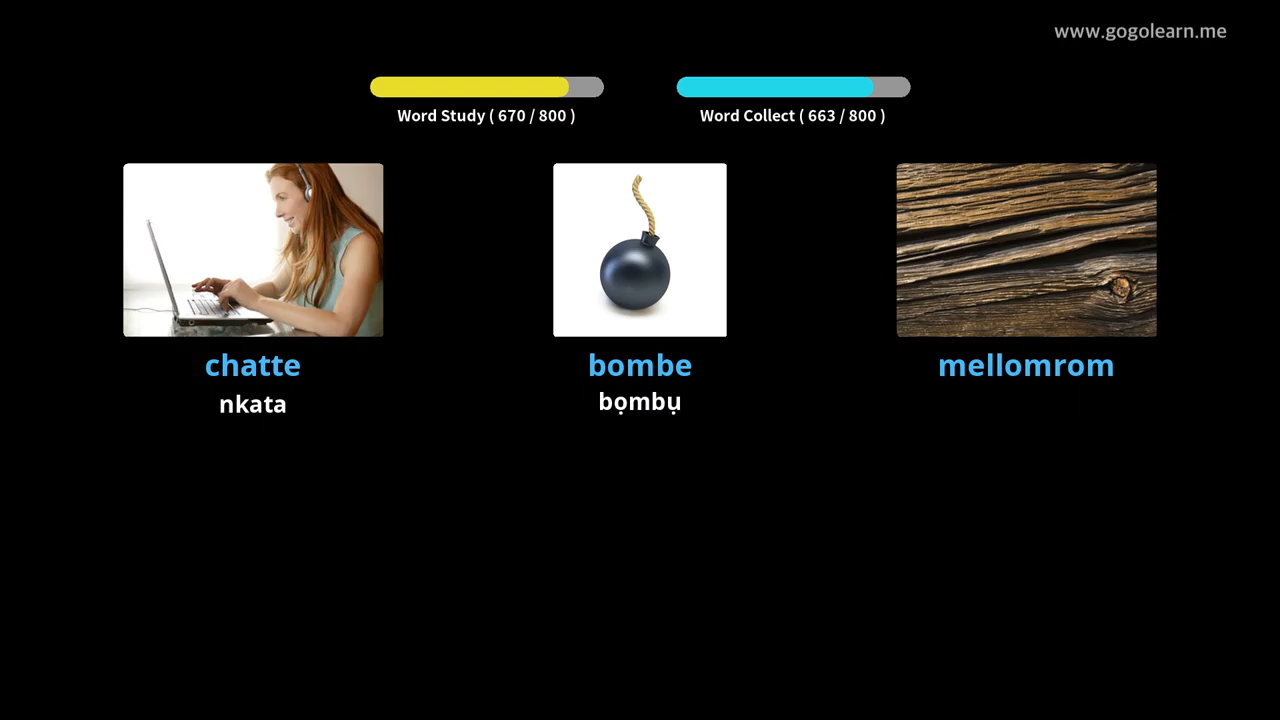 www.gogolearn.me
Word Study ( 670 / 800 )
Word Collect ( 663 / 800 )
chatte
nkata
bombe
bọmbụ
mellomrom